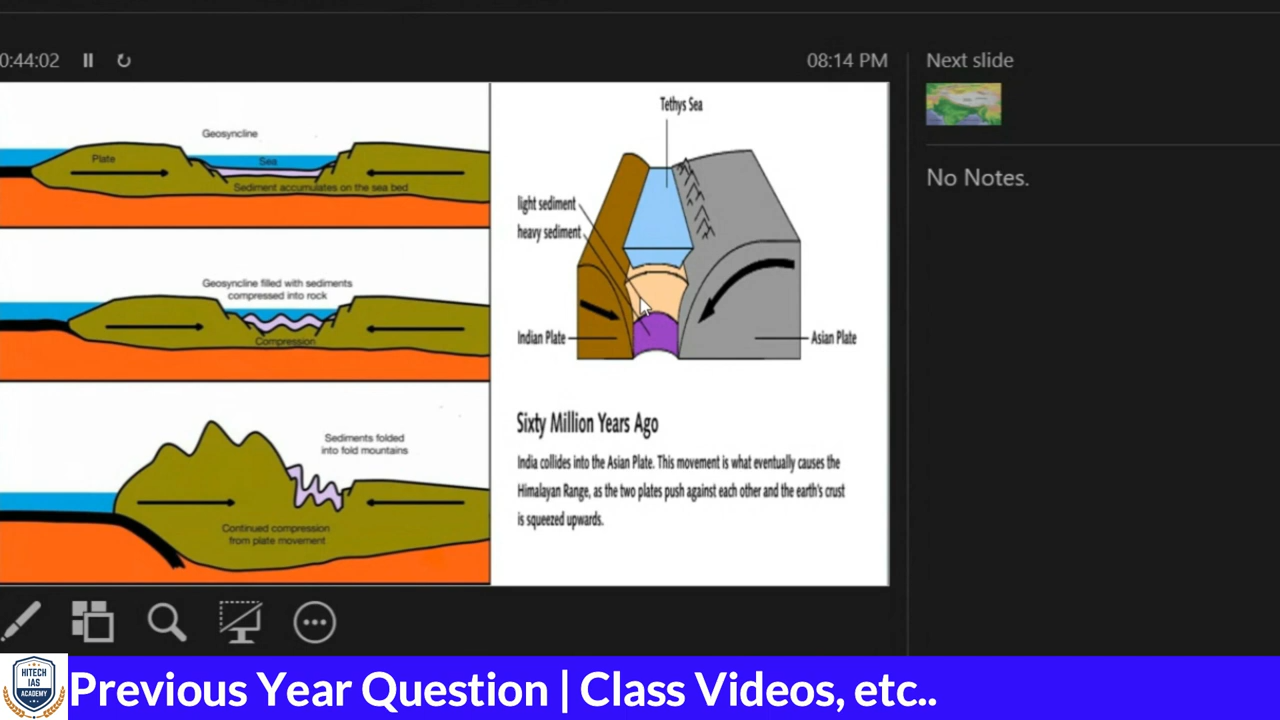 0:44:02
08:14 PM
Next slide
No Notes.
Geosyncline
Plate
Sea
Sediment accumulates on the sea bed
Geosyncline filled with sediments
compressed into rock
Compression
Sediments folded
into fold mountains
Continued compression
from plate movement
Tethys Sea
light sediment
heavy sediment
Indian Plate
Asian Plate
Sixty Million Years Ago
India collides into the Asian Plate. This movement is what eventually causes the
Himalayan Range, as the two plates push against each other and the earth's crust
is squeezed upwards.
HITECH
IAS
ACADEMY
Previous Year Question | Class Videos, etc..